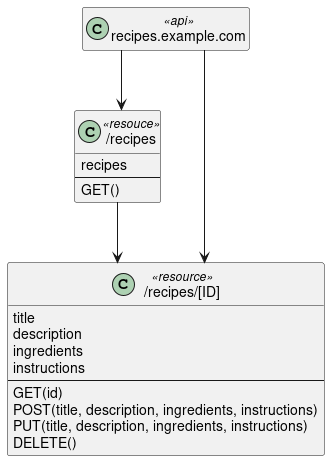 C
«api»
recipes.example.com
C
«resouce»
/recipes
recipes
GET()
C
«resource»
/recipes/[ID]
title
description
ingredients
instructions
GET(id)
POST(title, description, ingredients, instructions)
PUT(title, description, ingredients, instructions)
DELETE()